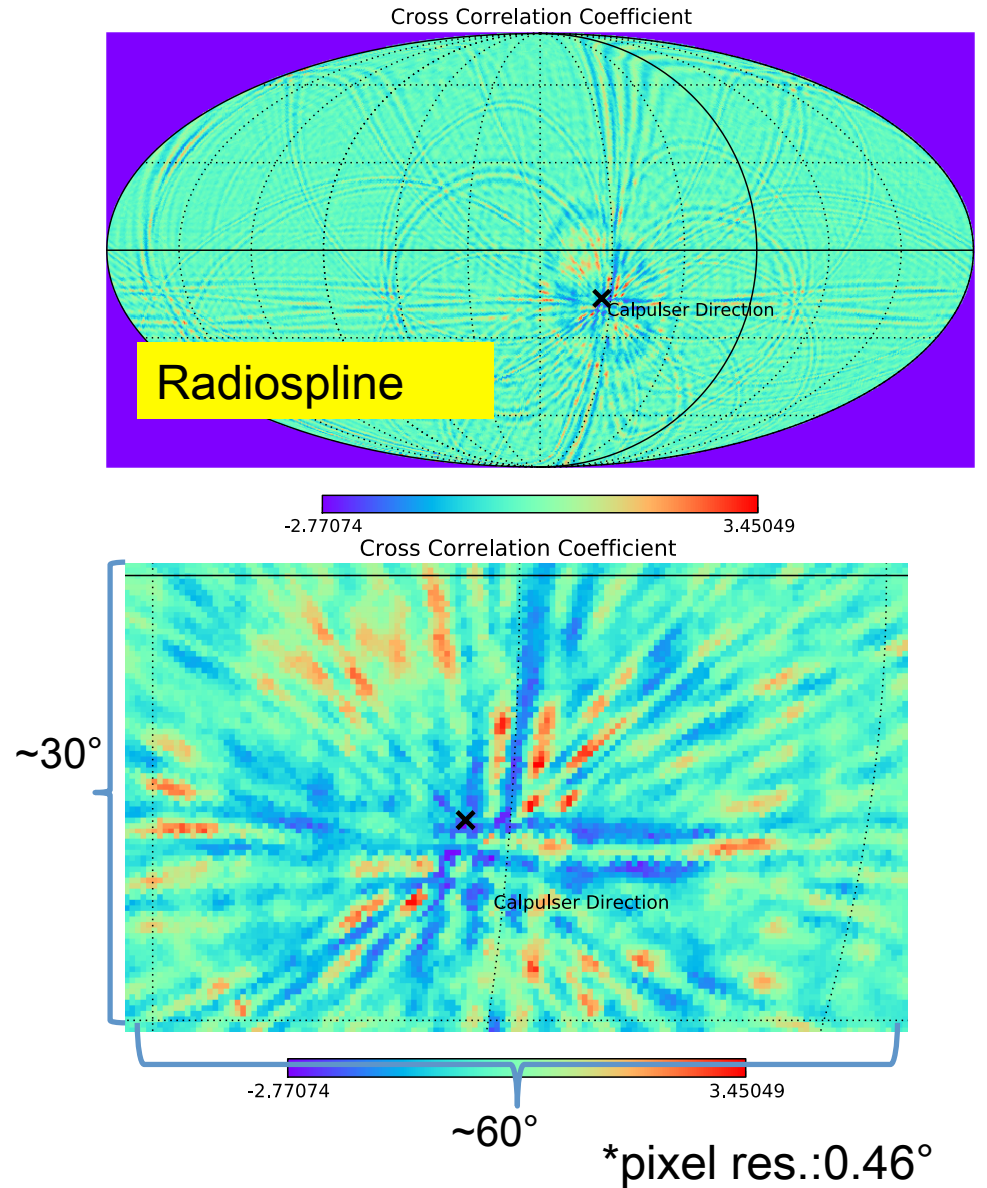 Cross Correlation Coefficient
Calpulser Direction
Radiospline
-2.77074 3.45049
Cross Correlation Coefficient
~30°
Calpulser Direction
-2.77074 3.45049
~60°
*pixel res.:0.46°